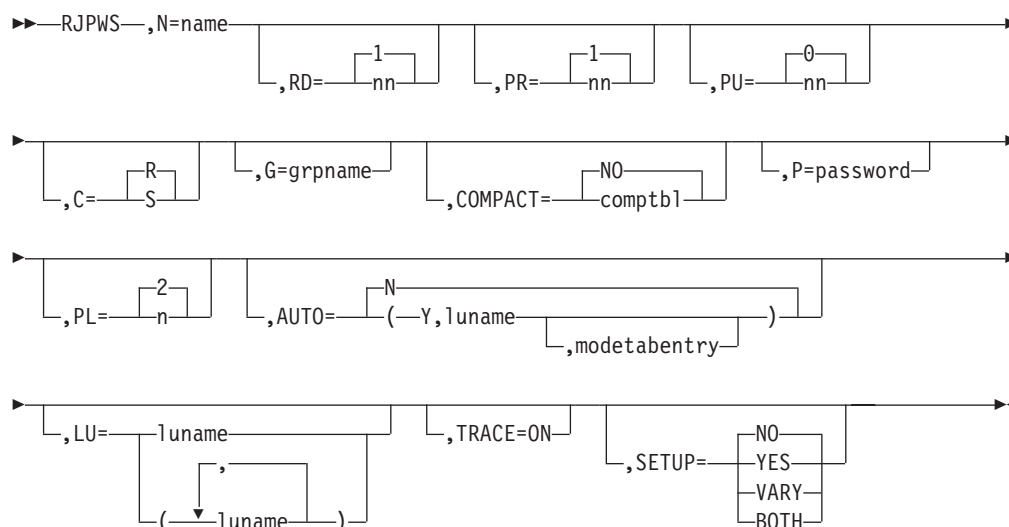 RJPWS ,N=name
1 1 0
,RD= nn ,PR= nn ,PU= nn
R NO
,C= S ,G=grpname ,COMPACT= comptbl ,P=password
2 N
,PL= n ,AUTO= ( Y,luname )
,modetabentry
,LU= luname ,TRACE=ON NO
, ,SETUP= YES
VARY
( luname ) BOTH